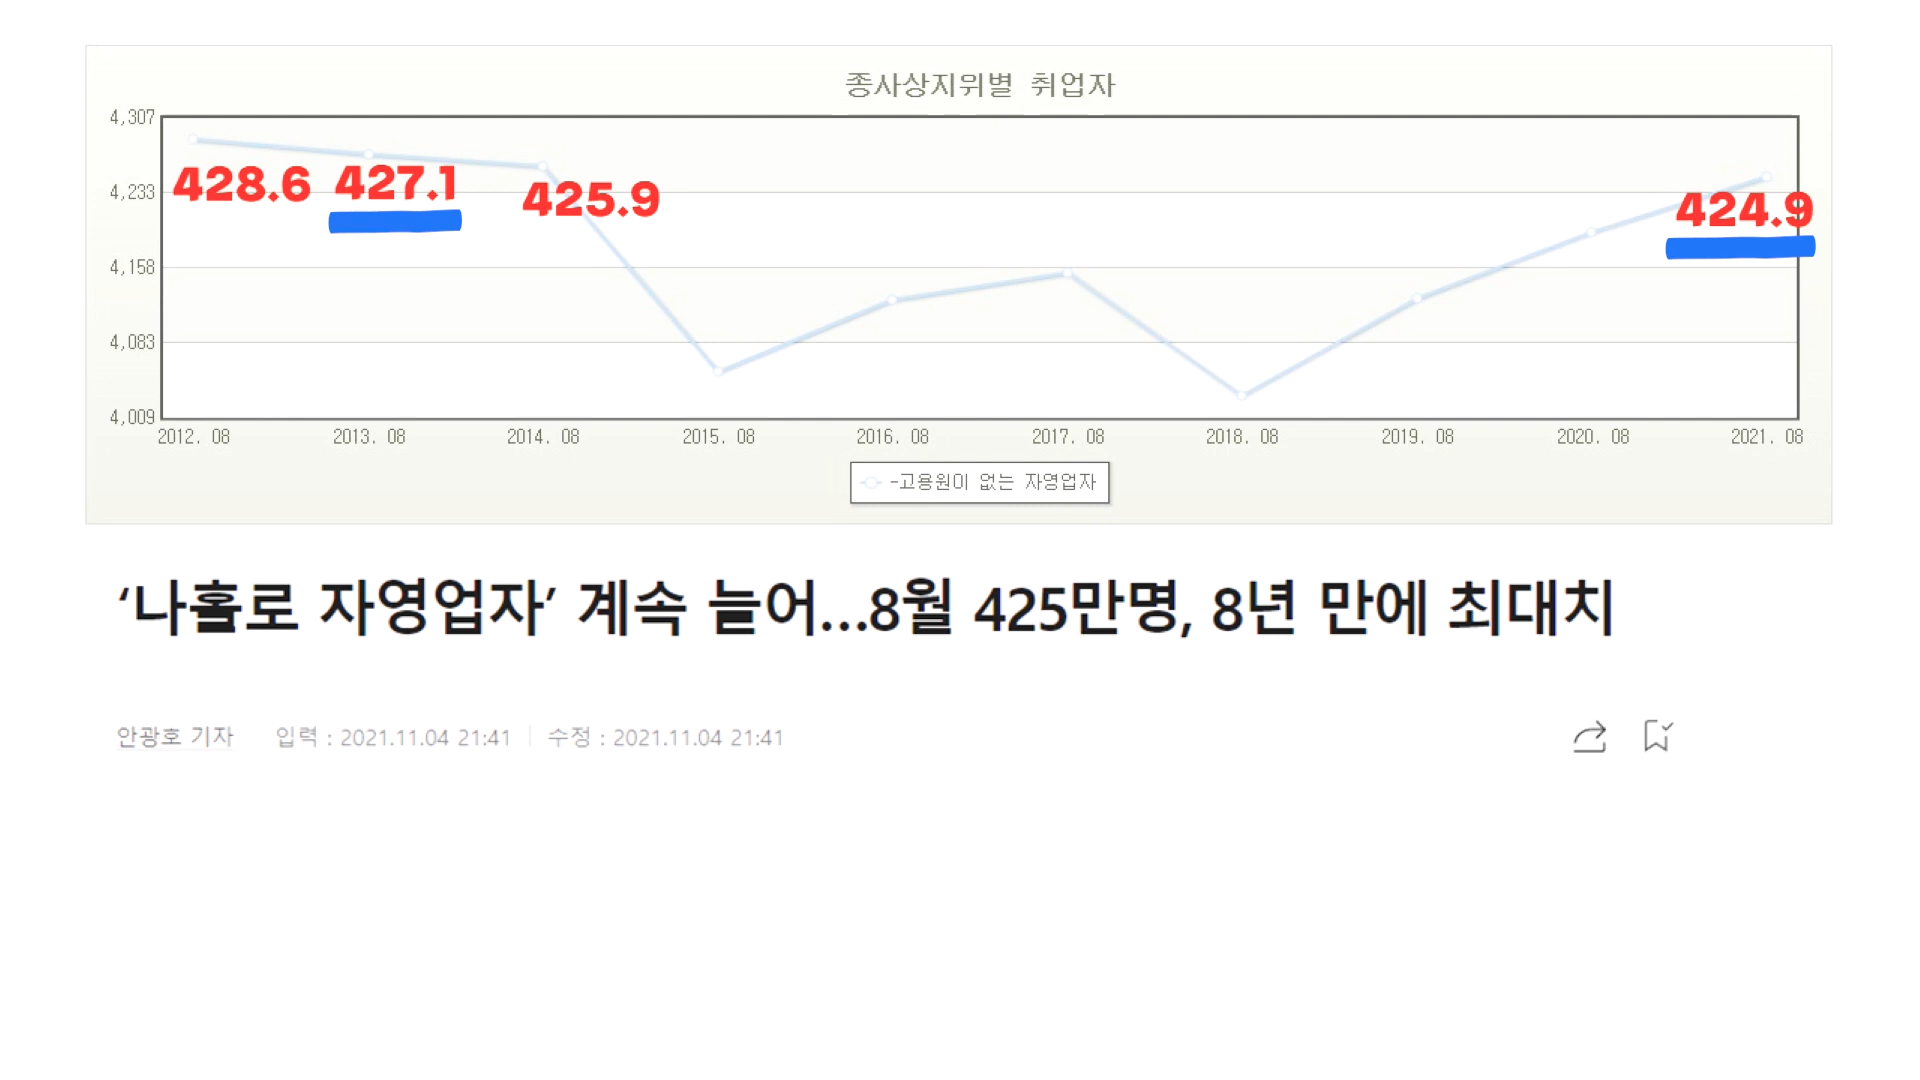 종사상지위별 취업자
4,307
4,233
4,158
4,083
4,009
428.6 427.1 425.9 424.9
2012. 08 2013. 08 2014. 08 2015. 08 2016. 08 2017. 08 2018. 08 2019. 08 2020. 08 2021. 08
-고용원이 없는 자영업자
‘나홀로 자영업자’ 계속 늘어…8월 425만명, 8년 만에 최대치
안광호 기자 입력 : 2021.11.04 21:41 수정 : 2021.11.04 21:41